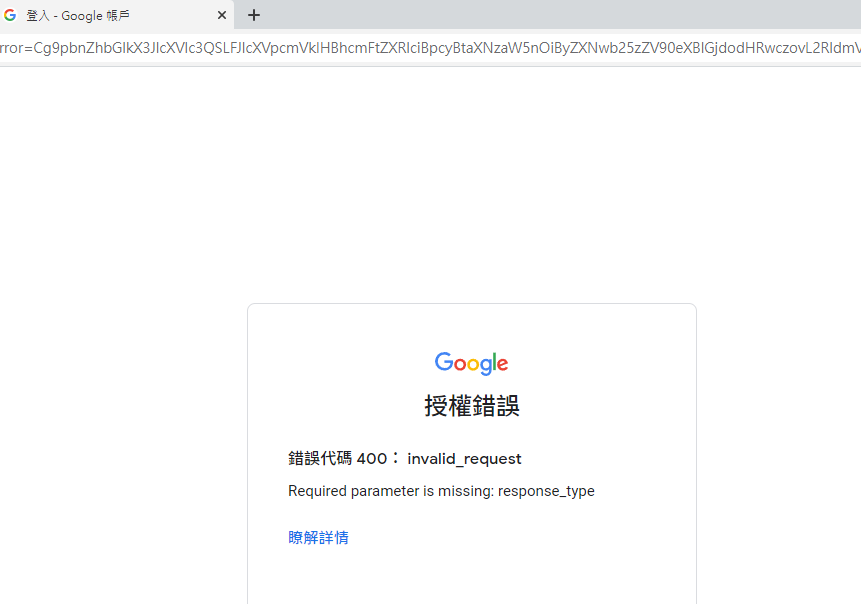 登入 - Google 帳戶
rror=Cg9pbnZhbGlkX3JlcXVlc3QSLFJlcXVpcmVkIHBhcmFtZXRlciBpcyBtaXNzaW5nOiByZXNwb25zZV90eXBlGjdodHRwczovL2RldmV
Google
授權錯誤
錯誤代碼 400： invalid_request
Required parameter is missing: response_type
瞭解詳情